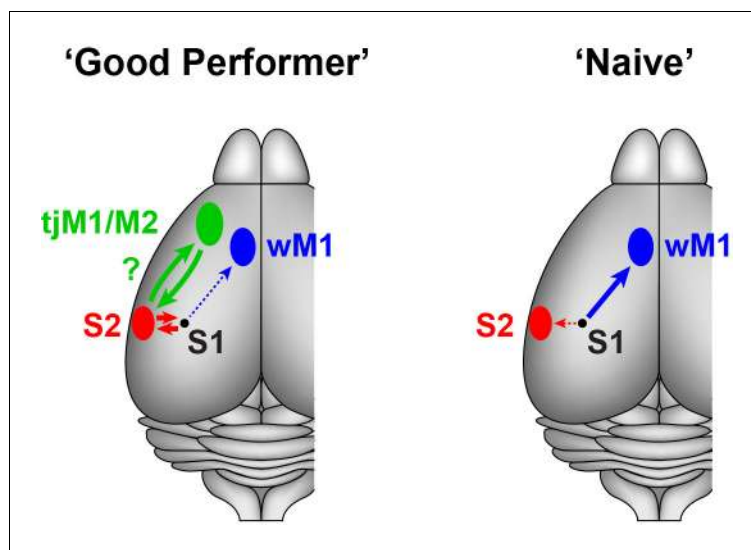 ‘Good Performer’
‘Naive’
tjM1/M2
?
wM1
S2
S1
wM1
S2
S1